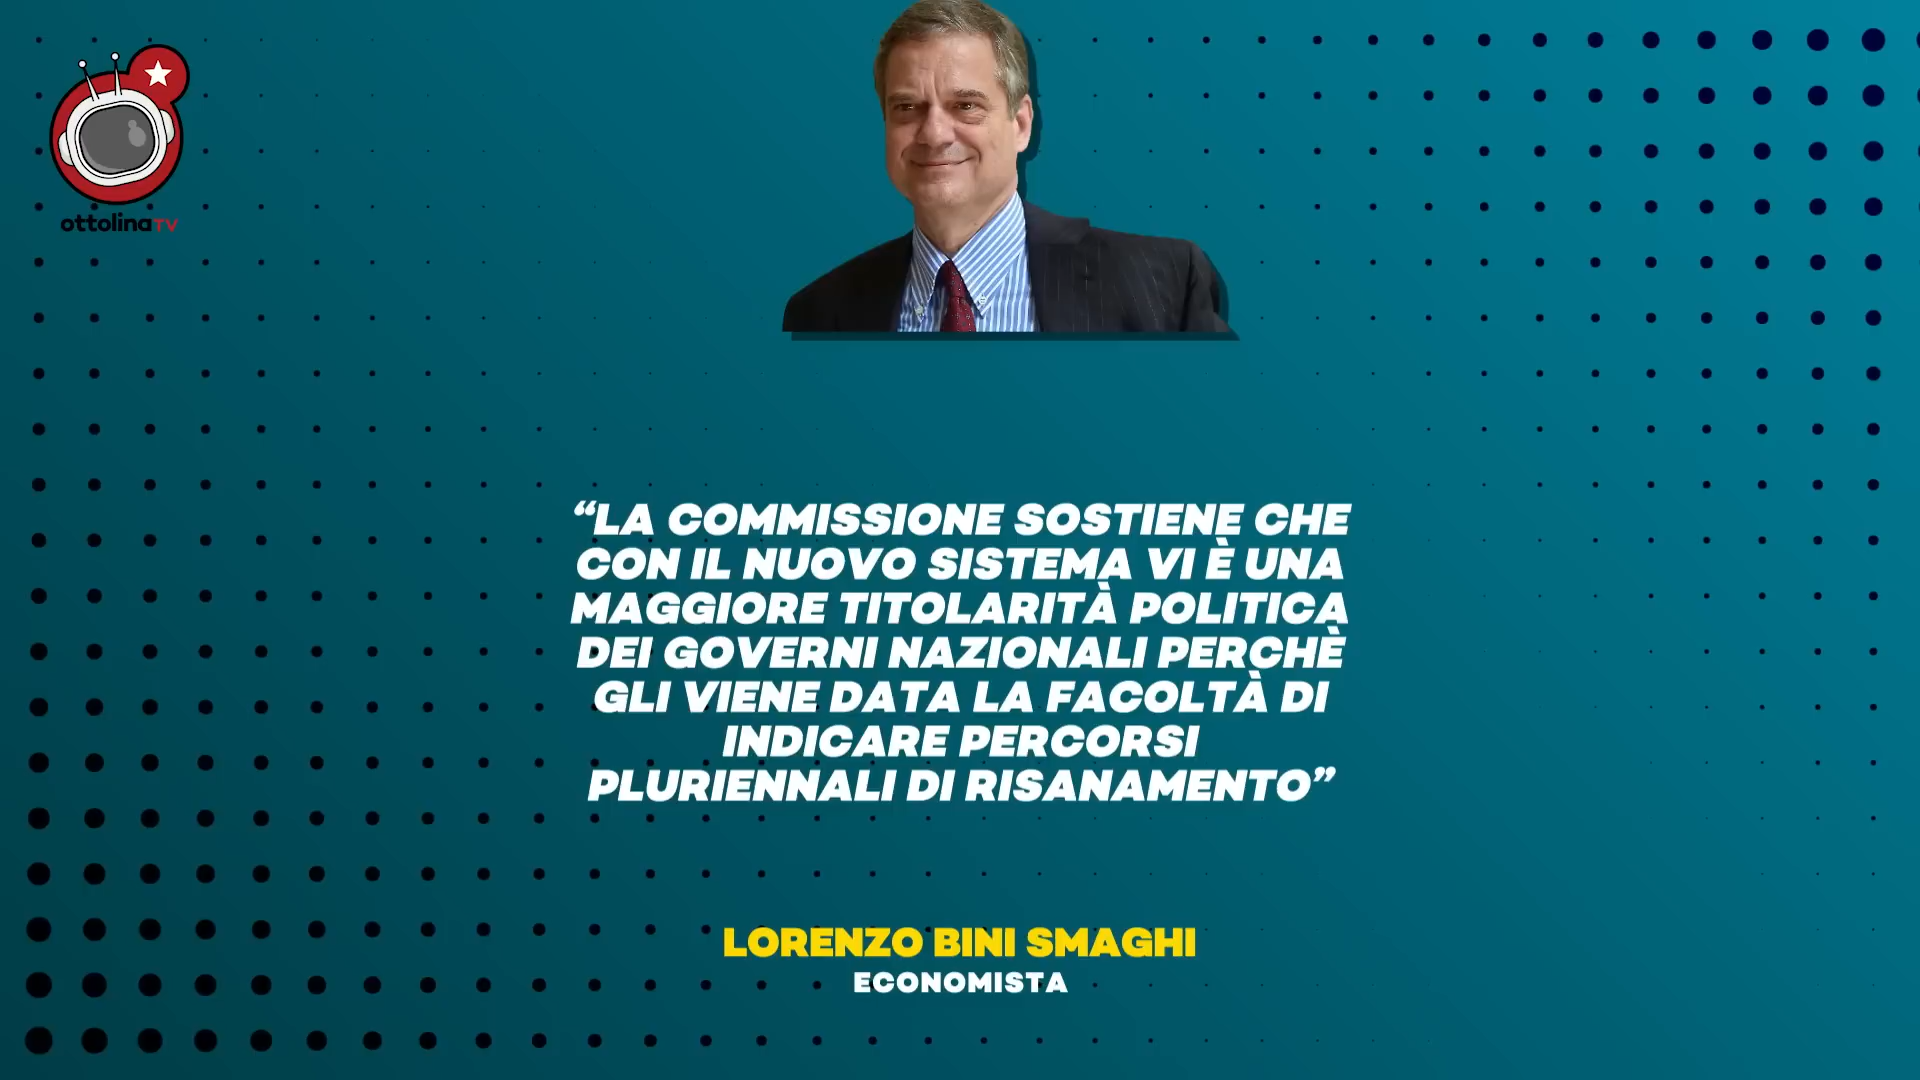 ottolinaTV
“LA COMMISSIONE SOSTIENE CHE
CON IL NUOVO SISTEMA VI È UNA
MAGGIORE TITOLARITÀ POLITICA
DEI GOVERNI NAZIONALI PERCHÈ
GLI VIENE DATA LA FACOLTÀ DI
INDICARE PERCORSI
PLURIENNALI DI RISANAMENTO”
LORENZO BINI SMAGHI
ECONOMISTA